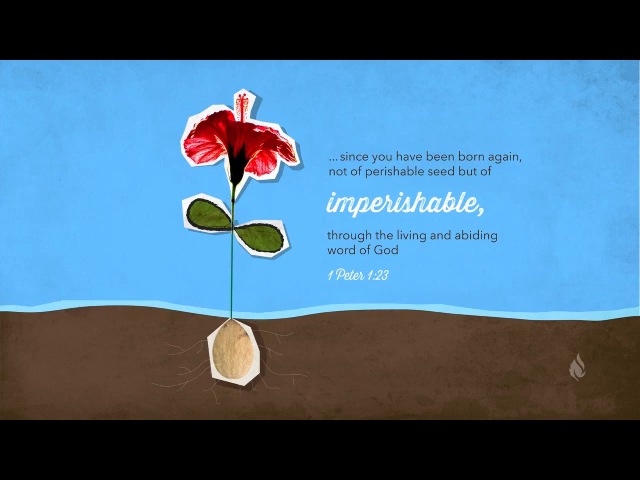 ... since you have been born again,
not of perishable seed but of
imperishable,
through the living and abiding
word of God
1 Peter 1:23